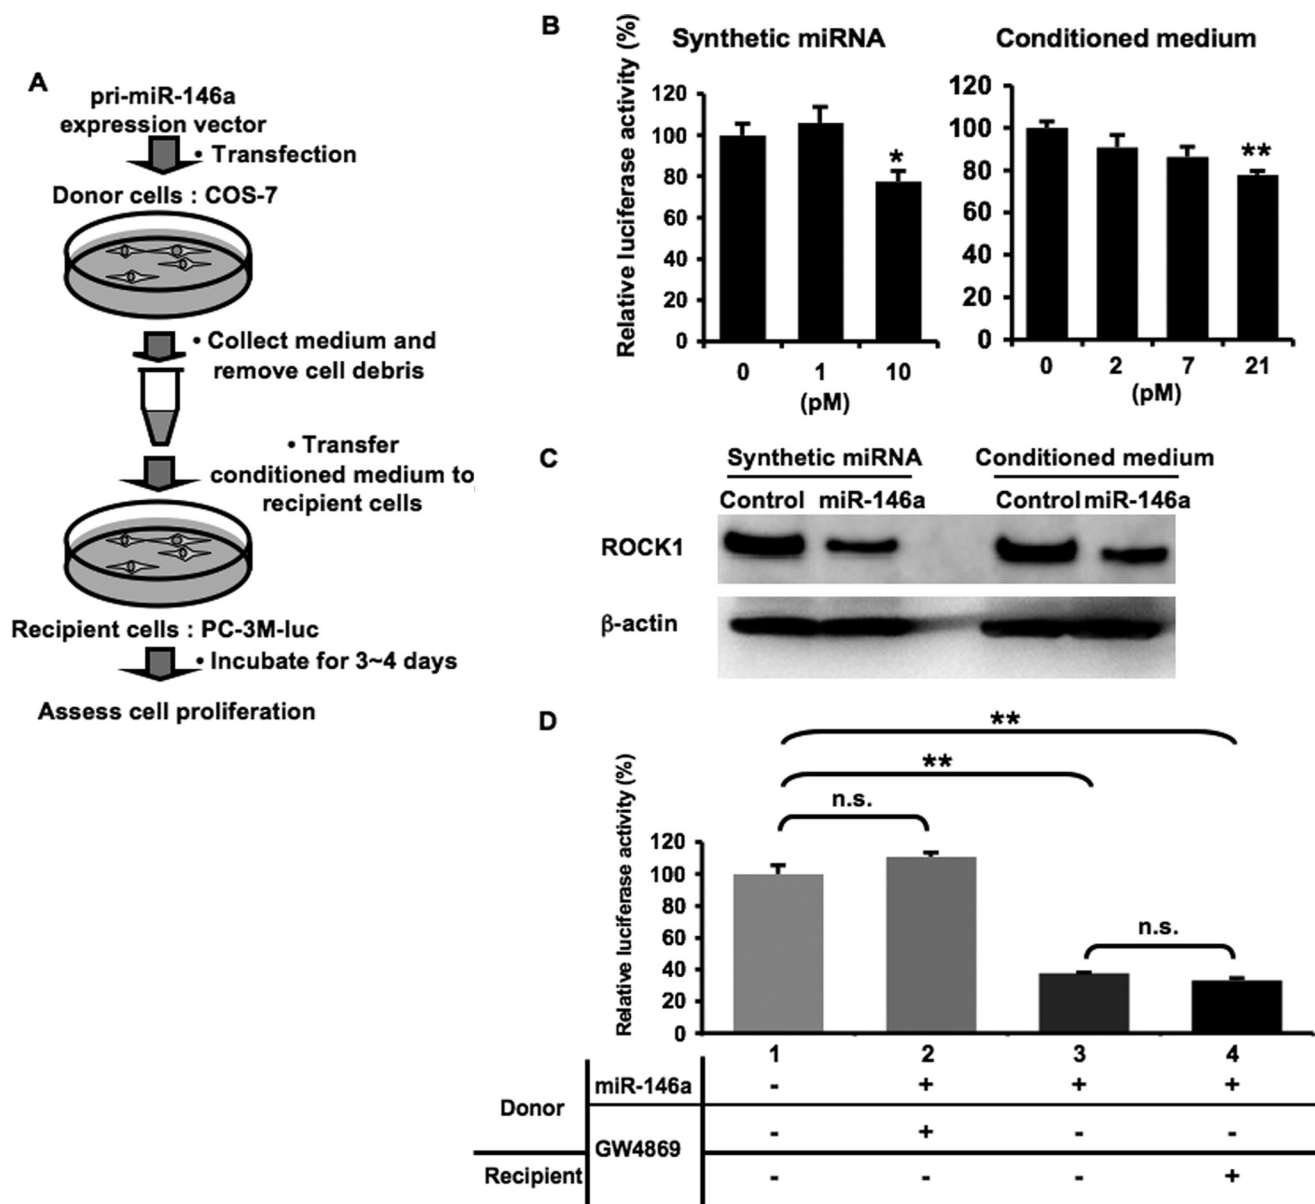 A
pri-miR-146a
expression vector
• Transfection
Donor cells : COS-7
• Collect medium and
remove cell debris
• Transfer
conditioned medium to
recipient cells
Recipient cells : PC-3M-luc
• Incubate for 3~4 days
Assess cell proliferation
B
Relative luciferase activity (%)
Synthetic miRNA
120
100
80
60
40
20
0
*
0 1 10
(pM)
Conditioned medium
120
100
80
60
40
20
0
**
0 2 7 21
(pM)
C
Synthetic miRNA Conditioned medium
Control miR-146a Control miR-146a
ROCK1
β-actin
D
Relative luciferase activity (%)
**
**
n.s.
n.s.
120
100
80
60
40
20
0
1 2 3 4
Donor
miR-146a - + + +
GW4869
- + - -
Recipient - - - +